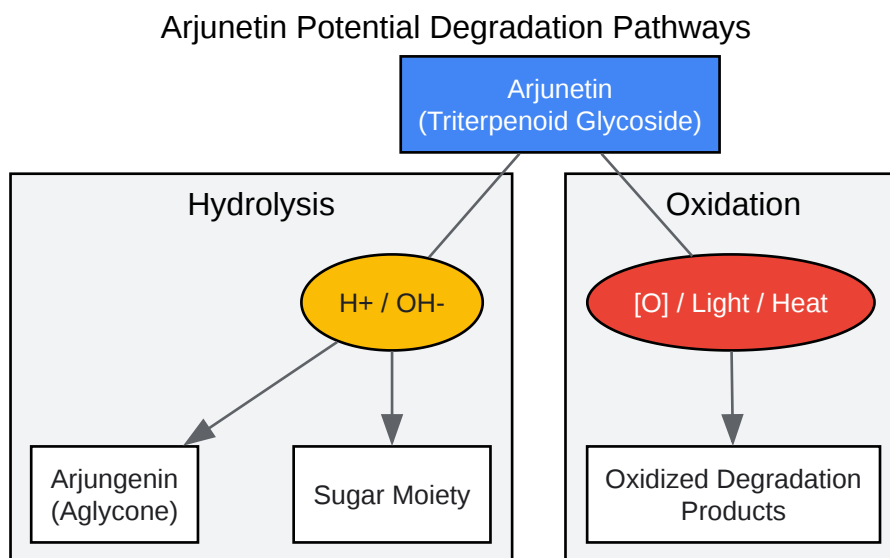 Arjunetin Potential Degradation Pathways
Arjunetin
(Triterpenoid Glycoside)
Hydrolysis
Oxidation
H+ / OH-
[O] / Light / Heat
Arjungenin
(Aglycone)
Sugar Moiety
Oxidized Degradation
Products